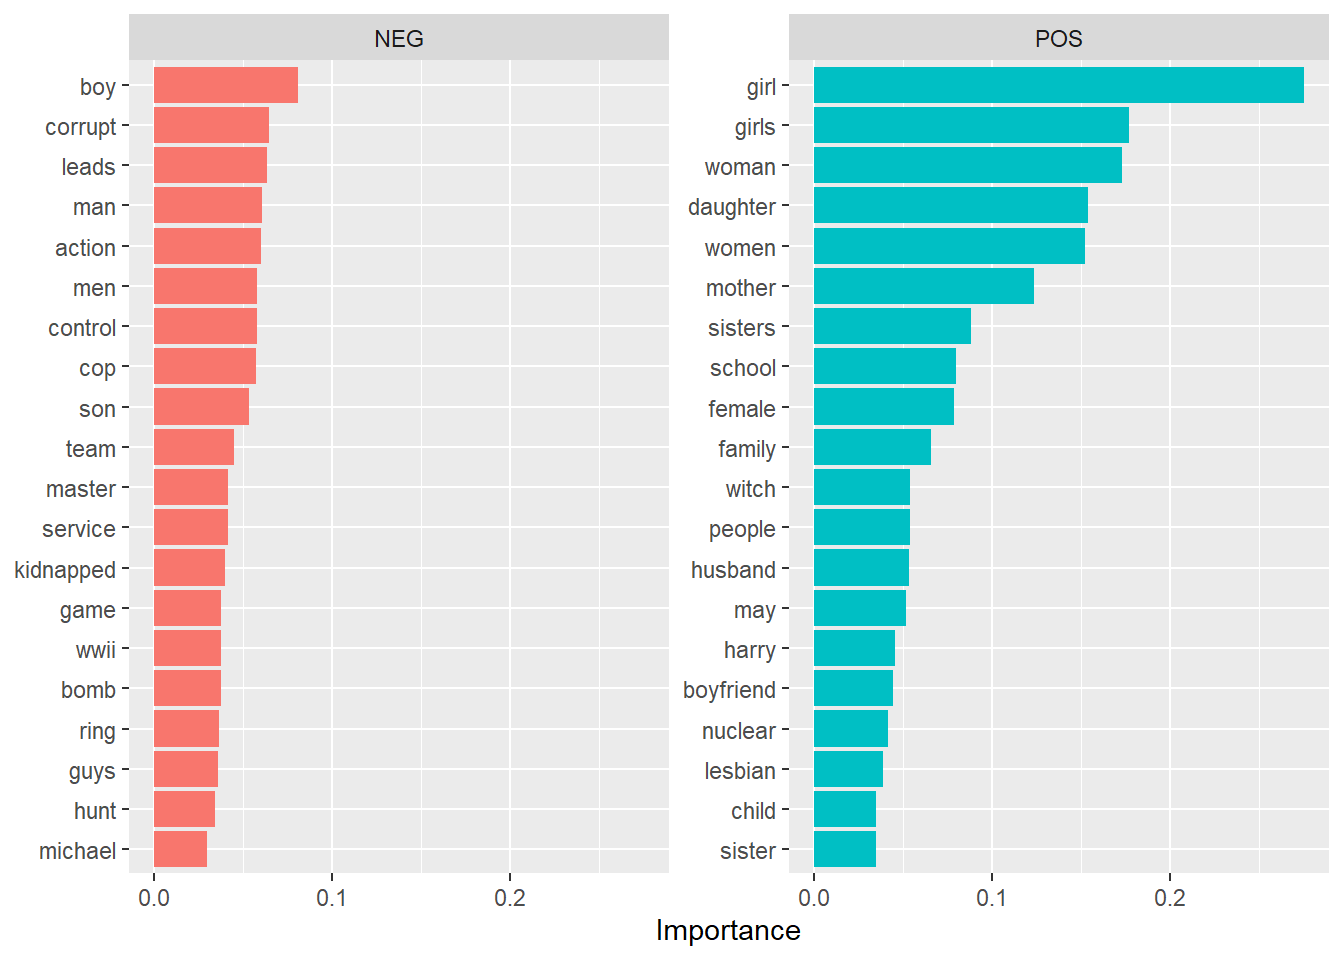 NEG
boy
corrupt
leads
man
action
men
control
cop
son
team
master
service
kidnapped
game
wwii
bomb
ring
guys
hunt
michael
0.0 0.1 0.2
POS
girl
girls
woman
daughter
women
mother
sisters
school
female
family
witch
people
husband
may
harry
boyfriend
nuclear
lesbian
child
sister
0.0 0.1 0.2
Importance